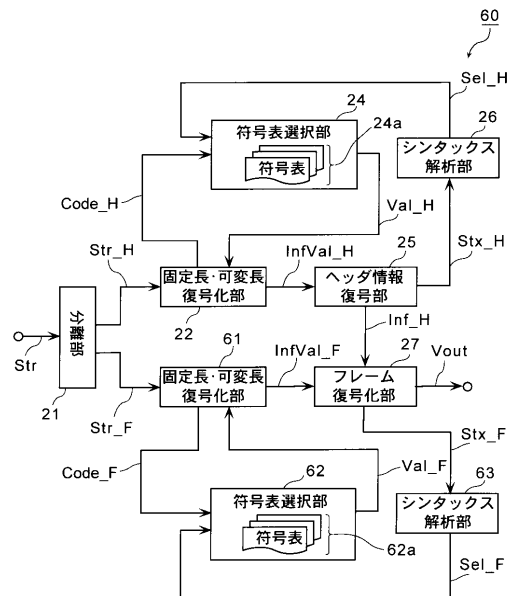 60
Sel_H
24
24a
26
符号表選択部
符号表
シンタックス
解析部
Code_H
Val_H
Str_H
InfVal_H
25
Stx_H
固定長・可変長
復号化部
ヘッダ情報
復号部
22
Inf_H
分離部
Str
21
61
InfVal_F
27
Vout
固定長・可変長
復号化部
フレーム
復号化部
Str_F
Stx_F
Code_F
62
Val_F
63
符号表選択部
符号表
シンタックス
解析部
62a
Sel_F